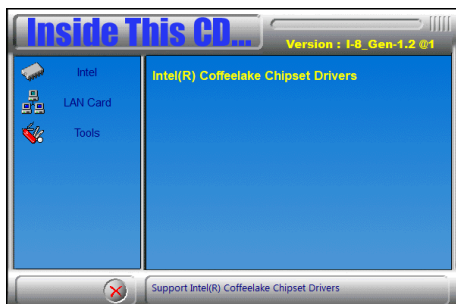 Inside This CD...
Version : I-8_Gen-1.2 @1
Intel
LAN Card
Tools
Intel(R) Coffeelake Chipset Drivers
Support Intel(R) Coffeelake Chipset Drivers